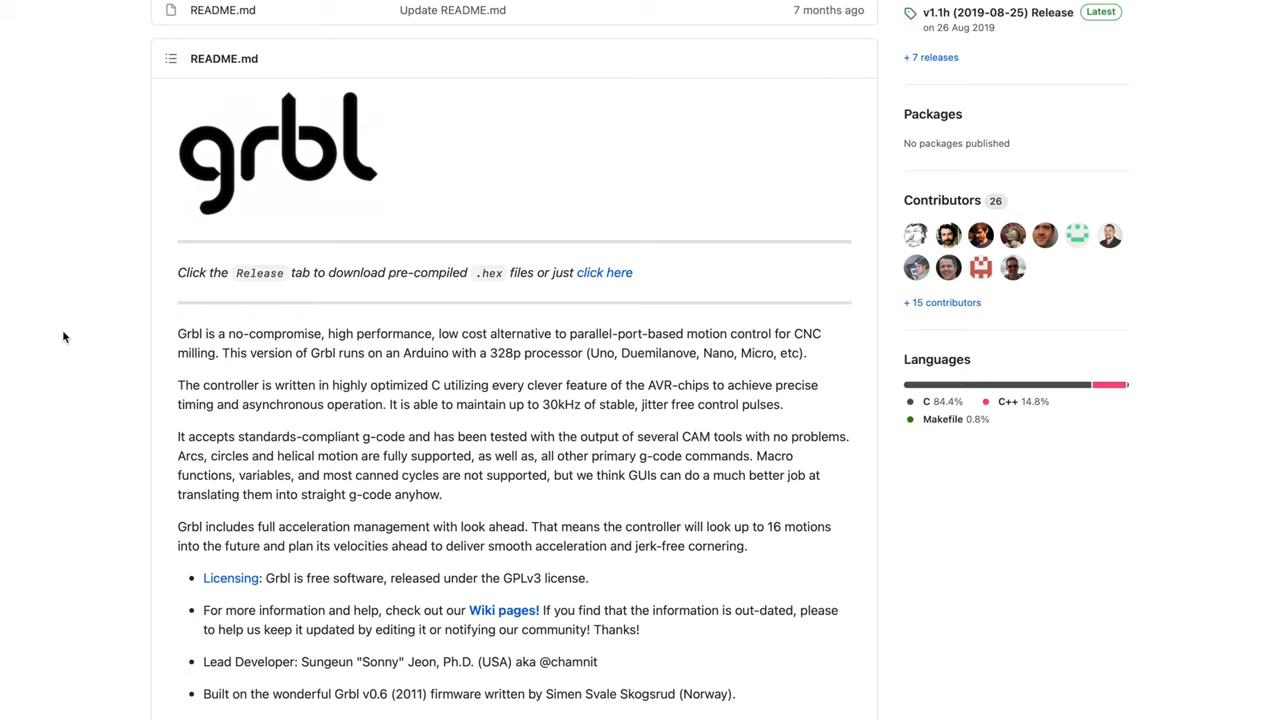 README.md
Update README.md
7 months ago
README.md
grbl
Click the Release tab to download pre-compiled .hex files or just click here
Grbl is a no-compromise, high performance, low cost alternative to parallel-port-based motion control for CNC
milling. This version of Grbl runs on an Arduino with a 328p processor (Uno, Duemilanove, Nano, Micro, etc).
The controller is written in highly optimized C utilizing every clever feature of the AVR-chips to achieve precise
timing and asynchronous operation. It is able to maintain up to 30kHz of stable, jitter free control pulses.
It accepts standards-compliant g-code and has been tested with the output of several CAM tools with no problems.
Arcs, circles and helical motion are fully supported, as well as, all other primary g-code commands. Macro
functions, variables, and most canned cycles are not supported, but we think GUIs can do a much better job at
translating them into straight g-code anyhow.
Grbl includes full acceleration management with look ahead. That means the controller will look up to 16 motions
into the future and plan its velocities ahead to deliver smooth acceleration and jerk-free cornering.
• Licensing: Grbl is free software, released under the GPLv3 license.
• For more information and help, check out our Wiki pages! If you find that the information is out-dated, please
to help us keep it updated by editing it or notifying our community! Thanks!
• Lead Developer: Sungeun "Sonny" Jeon, Ph.D. (USA) aka @chamnit
• Built on the wonderful Grbl v0.6 (2011) firmware written by Simen Svale Skogsrud (Norway).
v1.1h (2019-08-25) Release Latest
on 26 Aug 2019
+ 7 releases
Packages
No packages published
Contributors 26
+ 15 contributors
Languages
C 84.4% C++ 14.8%
Makefile 0.8%